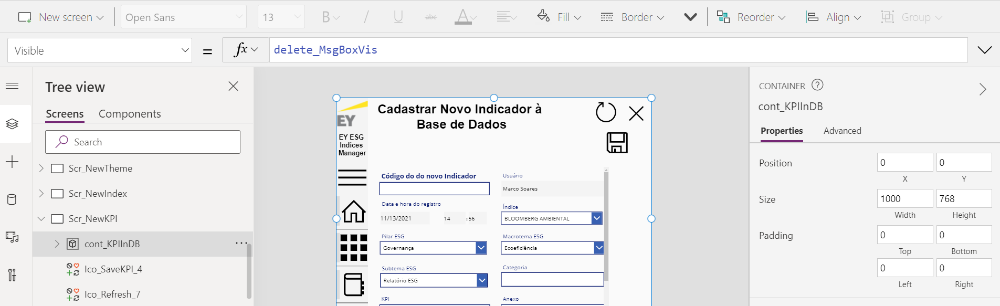 New screen
Open Sans
13
B
U
abc
A
Fill
Border
Reorder
Align
Group
Visible
=
fx
delete_MsgBoxVis
Tree view
Screens
Components
Search
Scr_NewTheme
Scr_NewIndex
Scr_NewKPI
cont_KPIInDB
Ico_SaveKPI_4
Ico_Refresh_7
EY
EY ESG
Indices
Manager
Cadastrar Novo Indicador à
Base de Dados
Código do do novo Indicador
Usuário
Marco Soares
Data e hora do registro
11/13/2021
14
:56
Índice
BLOOMBERG AMBIENTAL
Pilar ESG
Governança
Macrotema ESG
Ecoeficiência
Subtema ESG
Relatório ESG
Categoria
KPI
Anexo
CONTAINER
?
cont_KPIInDB
Properties
Advanced
Position
0
0
X
Y
Size
1000
768
Width
Height
Padding
0
0
Top
Bottom
0
0
Left
Right